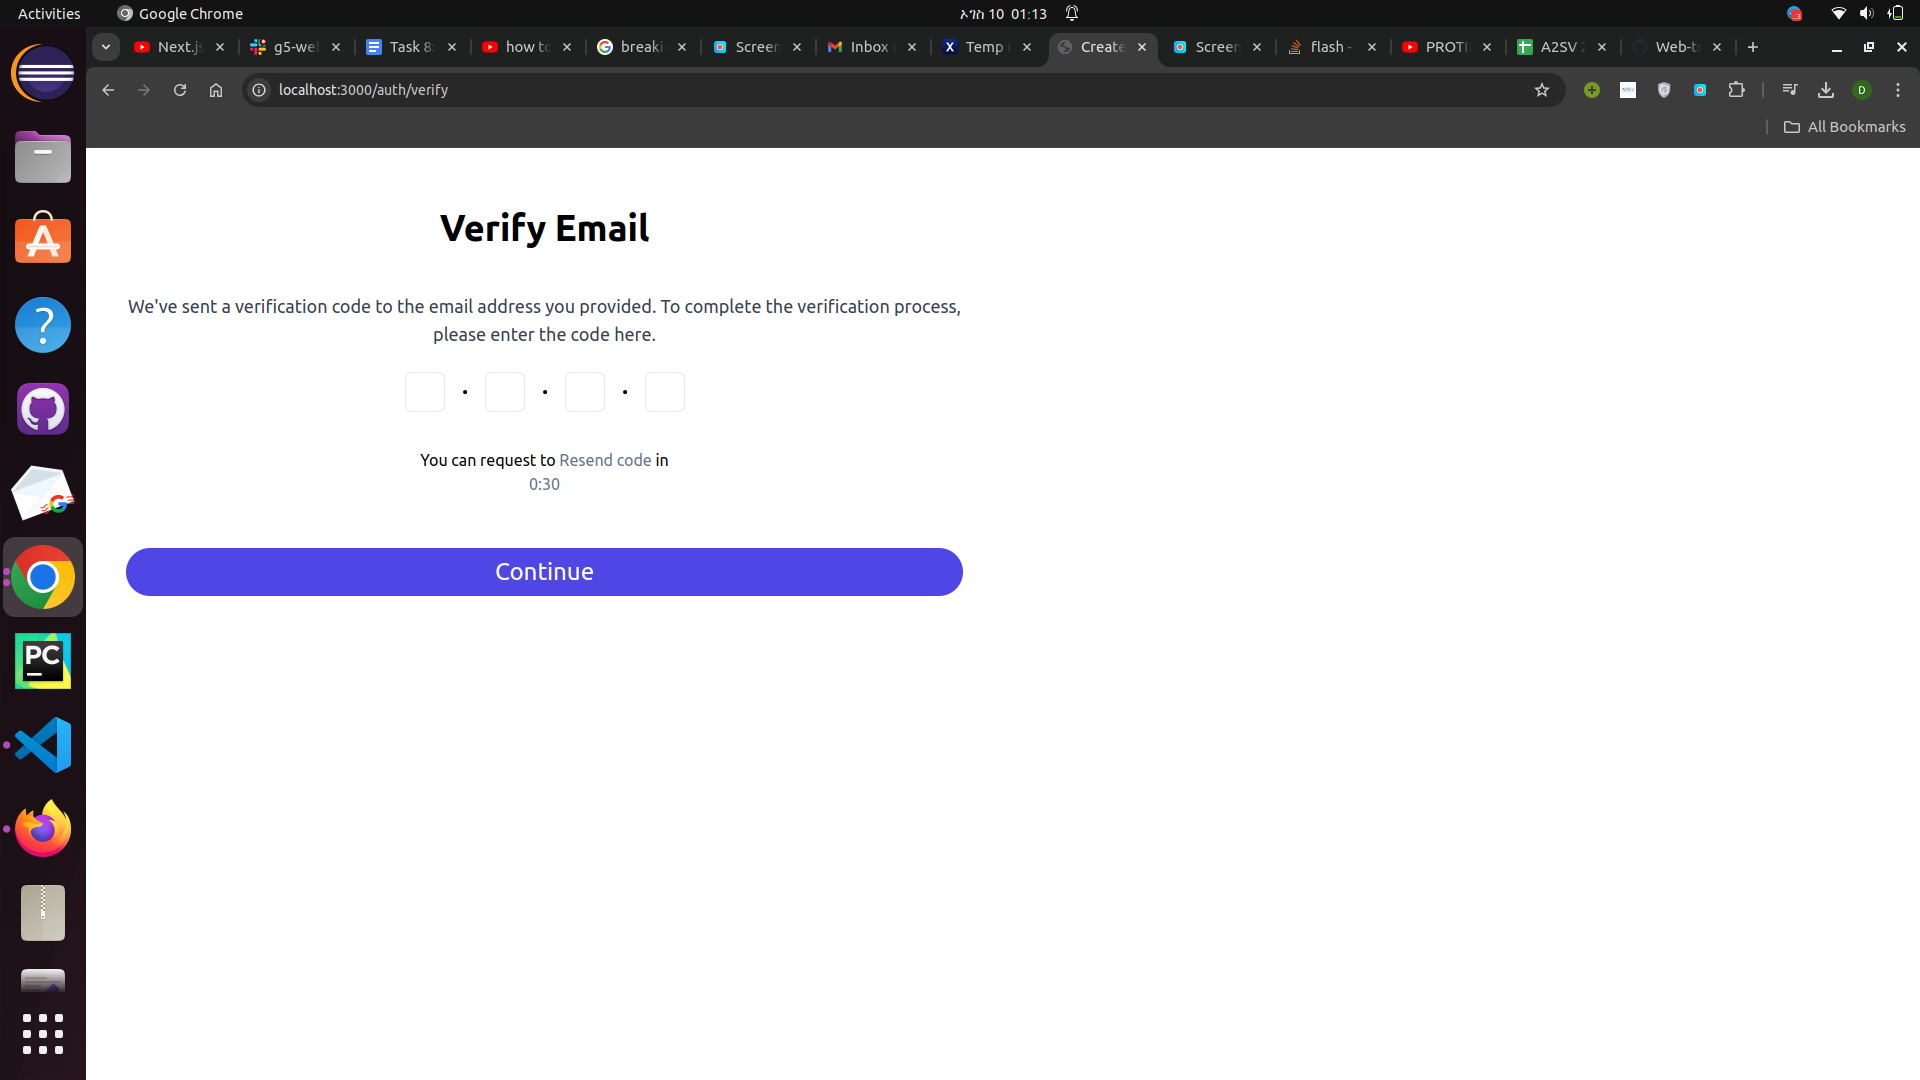 Activities
Google Chrome
ኦገስ 10 01:13
Next.js
g5-wel
Task 8:
how to
breaki
Screen
Inbox
Temp
Create
Screen
flash -
PROTI
A2SV
Web-t
localhost:3000/auth/verify
D
All Bookmarks
Verify Email
We've sent a verification code to the email address you provided. To complete the verification process,
please enter the code here.
You can request to Resend code in
0:30
Continue
PC